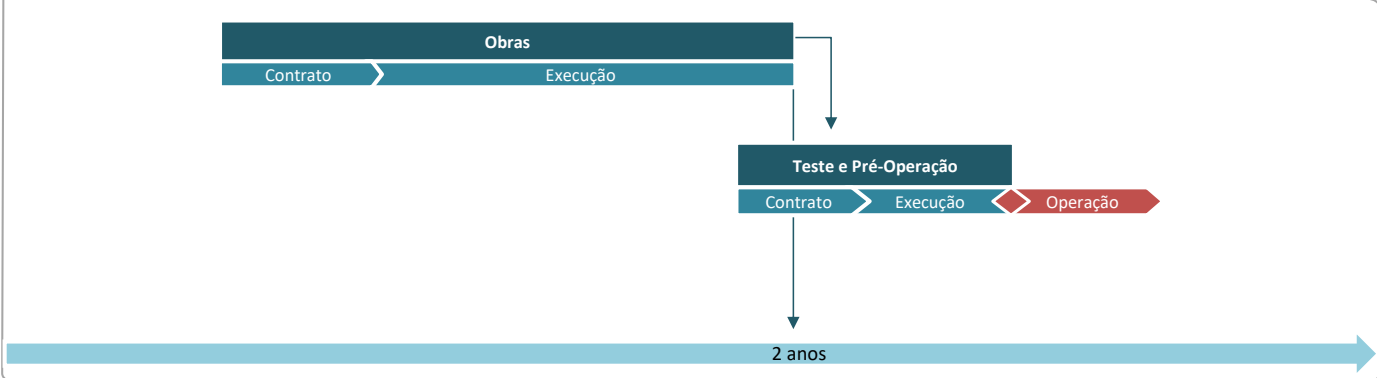 Obras
Contrato
Execução
Teste e Pré-Operação
Contrato
Execução
Operação
2 anos